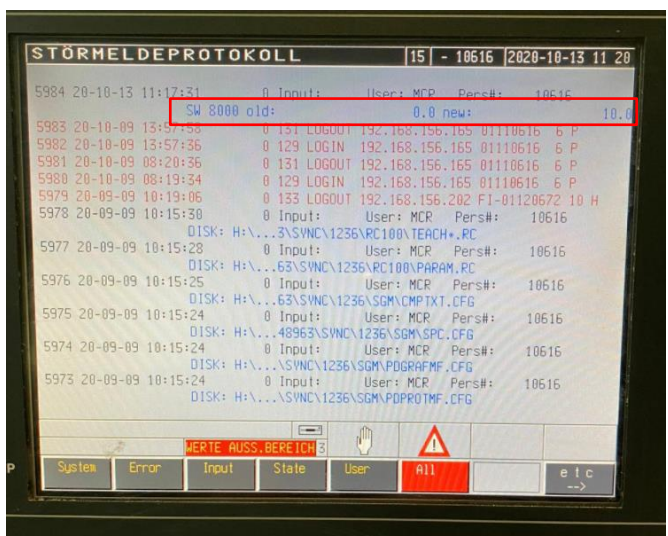 STÖRMELDEPROTOKOLL 15 - 10616 2020-10-13 11 20
5984 20-10-13 11:17:31 0 Input: User: MCR Pers#: 10616
SW 8000 old: 0.0 new: 10.0
5983 20-10-09 13:57:58 0 131 LOGOUT 192.168.156.165 01110616 6 P
5982 20-10-09 13:57:36 0 129 LOGIN 192.168.156.165 01110616 6 P
5981 20-10-09 08:20:36 0 131 LOGOUT 192.168.156.165 01110616 6 P
5980 20-10-09 08:19:34 0 129 LOGIN 192.168.156.165 01110616 6 P
5979 20-09-09 10:19:06 0 133 LOGOUT 192.168.156.202 FI-01120672 10 H
5978 20-09-09 10:15:30 0 Input: User: MCR Pers#: 10616
DISK: H:\...3\SYNC\1236\RC100\TEACH*.RC
5977 20-09-09 10:15:28 0 Input: User: MCR Pers#: 10616
DISK: H:\...63\SYNC\1236\RC100\PARAM.RC
5976 20-09-09 10:15:25 0 Input: User: MCR Pers#: 10616
DISK: H:\...63\SYNC\1236\SGM\CMPTXT.CFG
5975 20-09-09 10:15:24 0 Input: User: MCR Pers#: 10616
DISK: H:\...48963\SYNC\1236\SGM\SPC.CFG
5974 20-09-09 10:15:24 0 Input: User: MCR Pers#: 10616
DISK: H:\...\SYNC\1236\SGM\PDGRAFMF.CFG
5973 20-09-09 10:15:24 0 Input: User: MCR Pers#: 10616
DISK: H:\...\SYNC\1236\SGM\PDPROTMF.CFG
WERTE AUSS.BEREICH 3
System Error Input State User All etc
-->
P